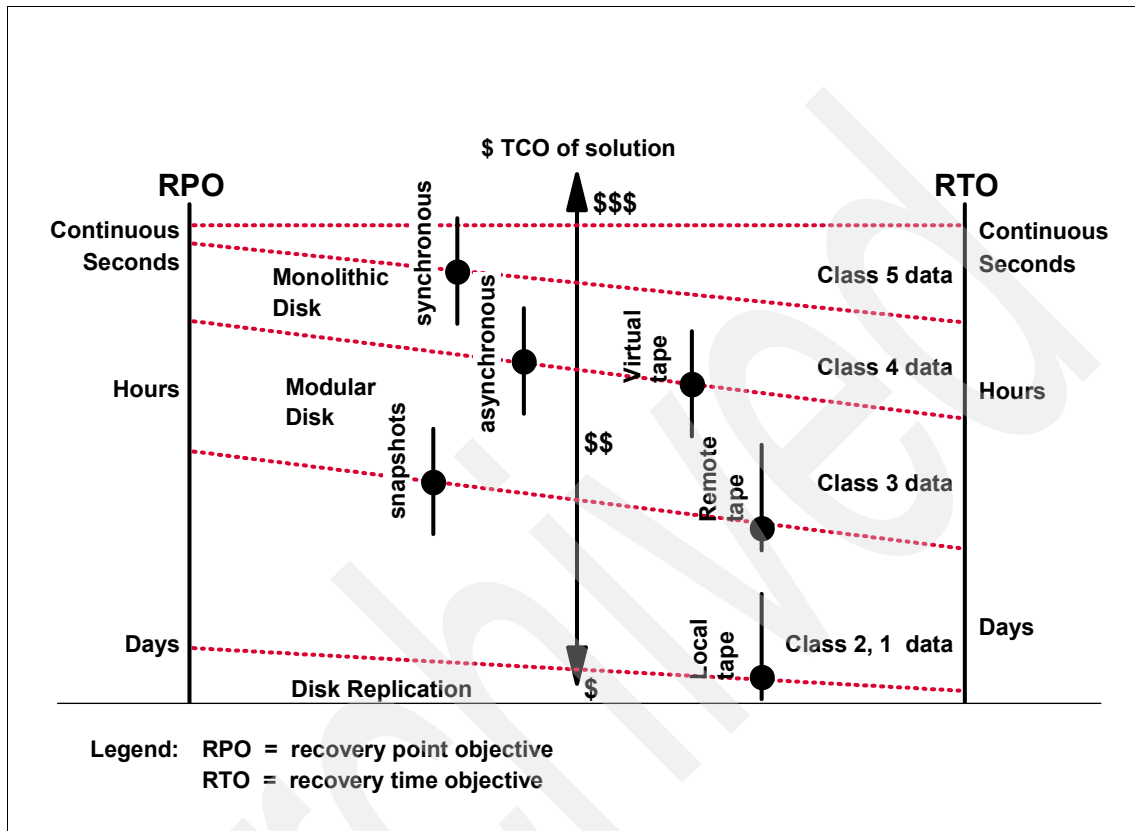 $ TCO of solution
RPO
RTO
$$$
Continuous
Seconds
Continuous
Seconds
synchronous
Monolithic
Disk
Class 5 data
asynchronous
Virtual
tape
Class 4 data
Hours
Modular
Disk
Hours
snapshots
$$
Remote
tape
Class 3 data
Days
Local
tape
Class 2, 1 data
Days
Disk Replication
$
Legend: RPO = recovery point objective
RTO = recovery time objective